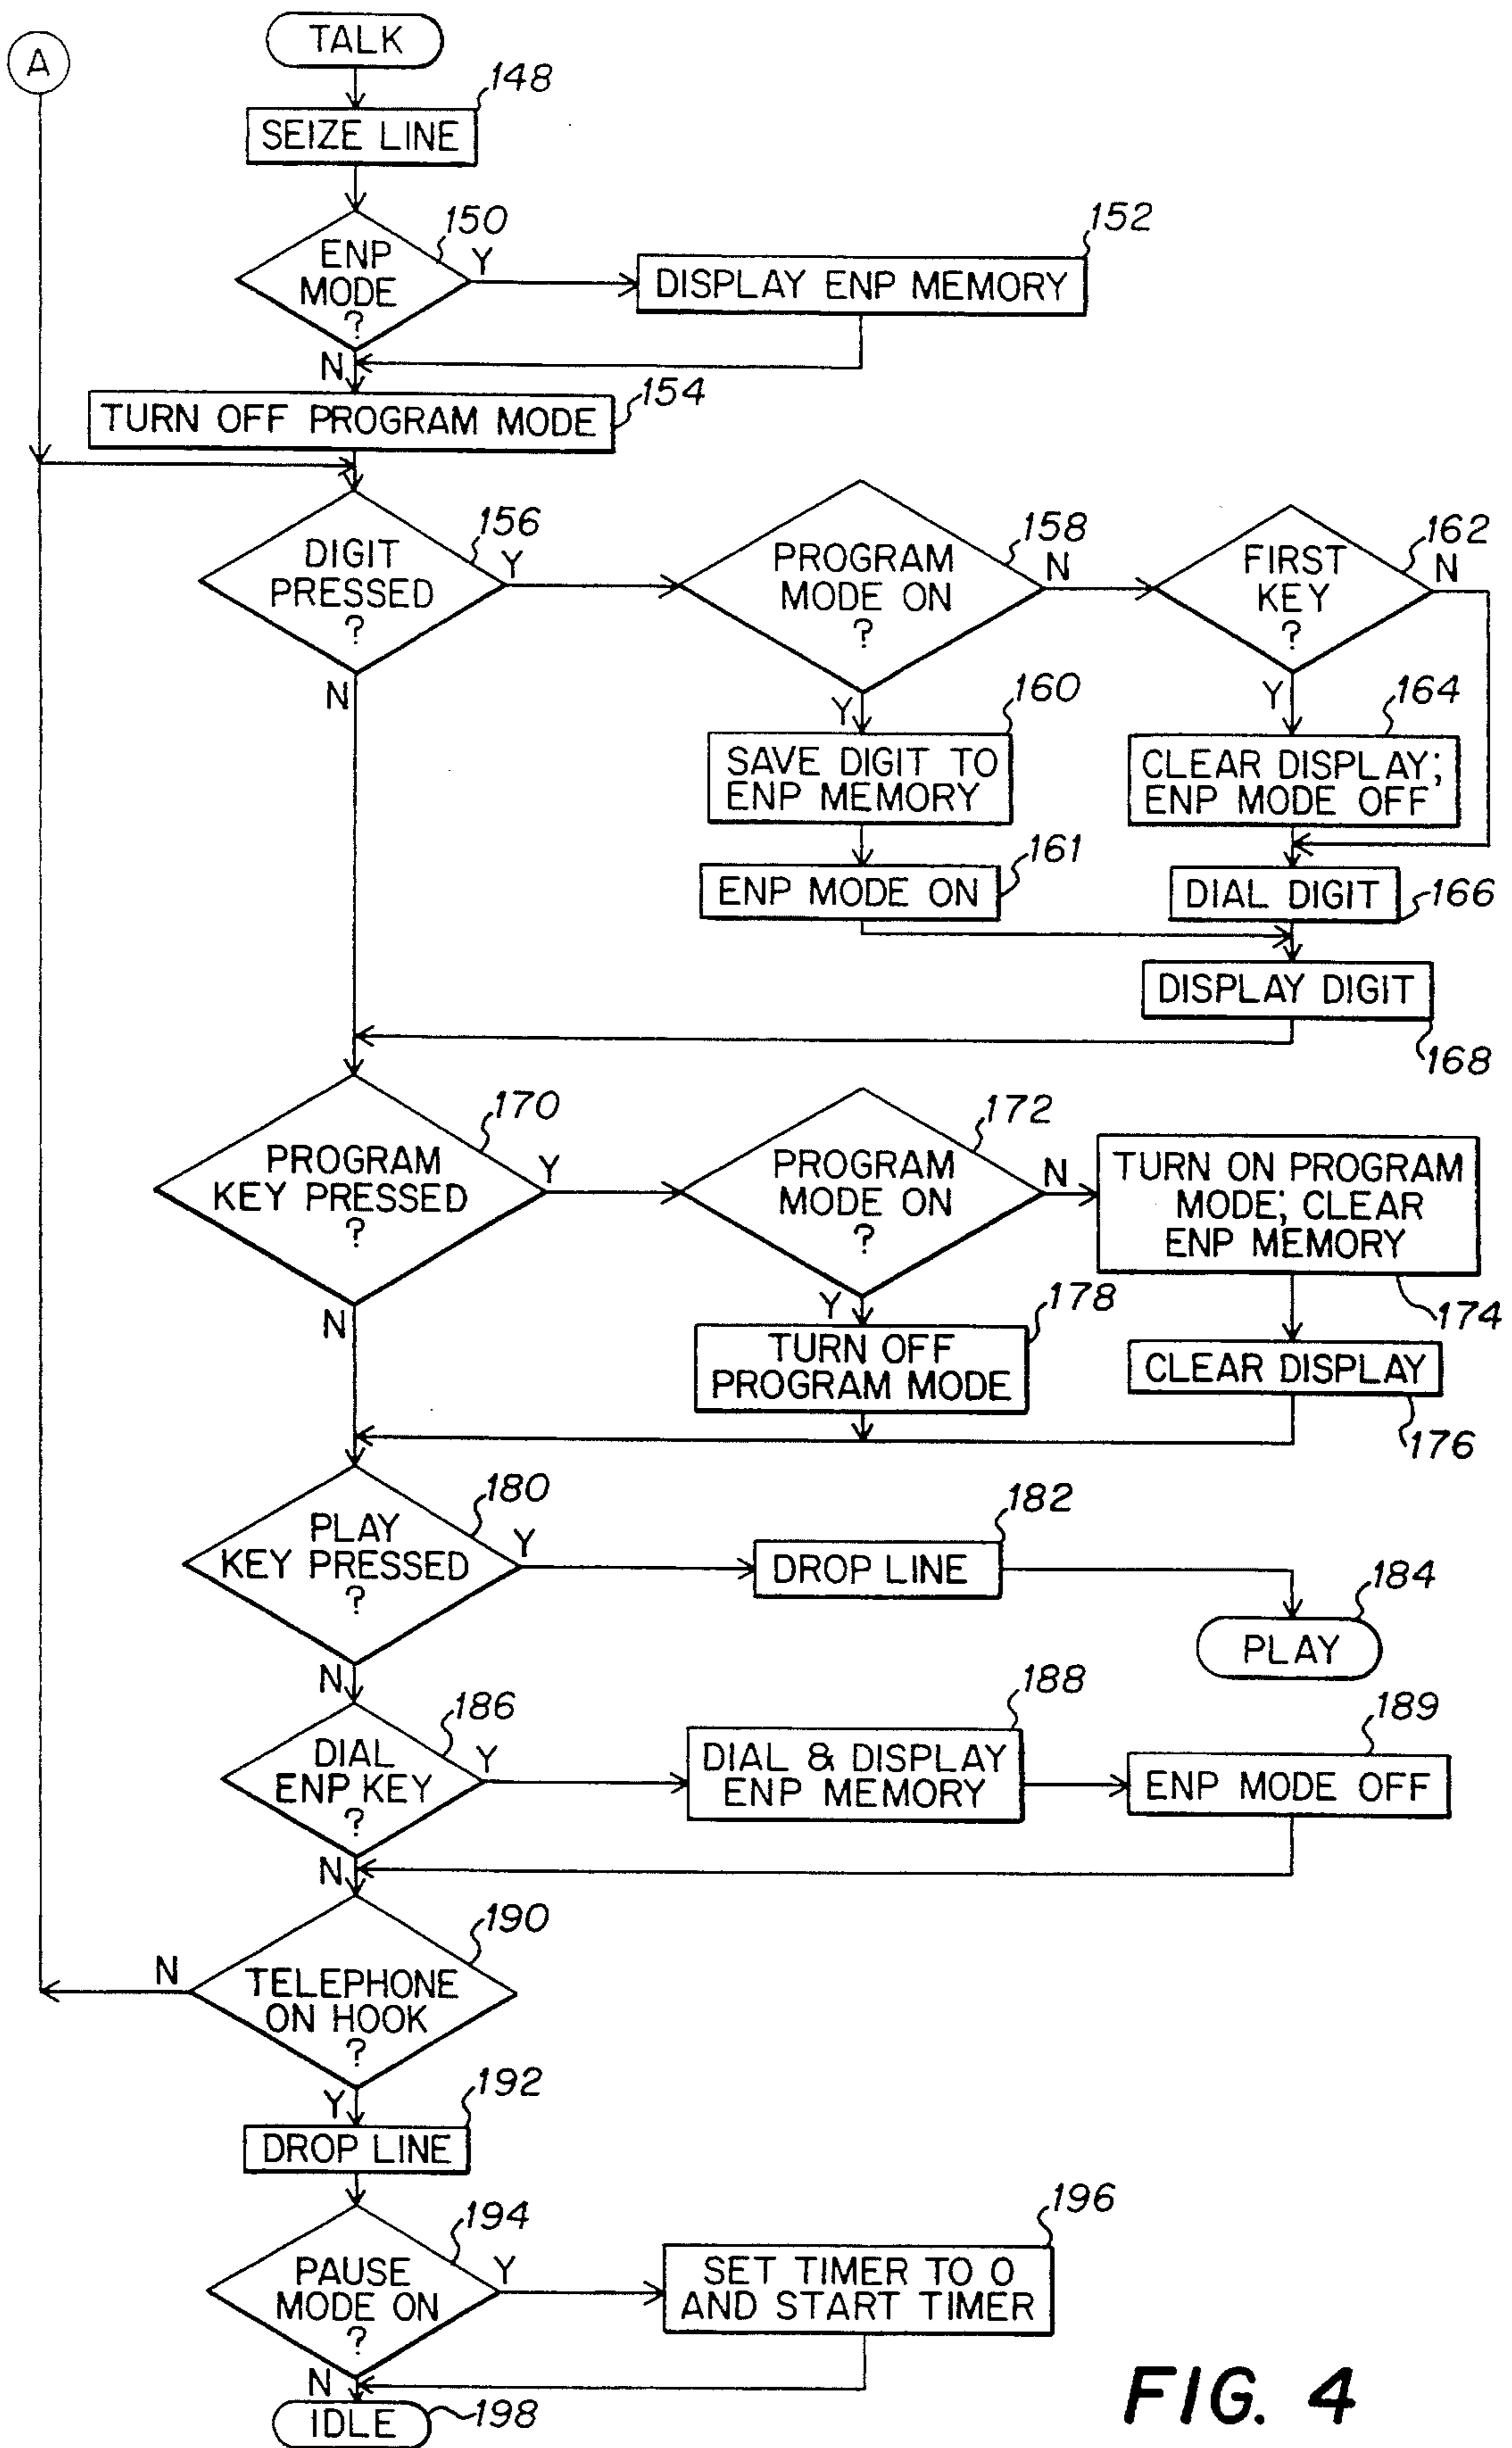 A
TALK
148
SEIZE LINE
150
ENP
MODE
?
Y
N
152
DISPLAY ENP MEMORY
154
TURN OFF PROGRAM MODE
156
DIGIT
PRESSED
?
Y
N
158
PROGRAM
MODE ON
?
N
Y
162
FIRST
KEY
?
N
Y
160
SAVE DIGIT TO
ENP MEMORY
164
CLEAR DISPLAY;
ENP MODE OFF
161
ENP MODE ON
DIAL DIGIT
166
DISPLAY DIGIT
168
170
PROGRAM
KEY PRESSED
?
Y
N
172
PROGRAM
MODE ON
?
N
Y
TURN ON PROGRAM
MODE; CLEAR
ENP MEMORY
174
178
TURN OFF
PROGRAM MODE
CLEAR DISPLAY
176
180
PLAY
KEY PRESSED
?
Y
N
182
DROP LINE
184
PLAY
186
DIAL
ENP KEY
?
Y
N
188
DIAL & DISPLAY
ENP MEMORY
189
ENP MODE OFF
190
TELEPHONE
ON HOOK
?
N
Y
192
DROP LINE
194
PAUSE
MODE ON
?
Y
N
196
SET TIMER TO 0
AND START TIMER
IDLE
198
FIG. 4